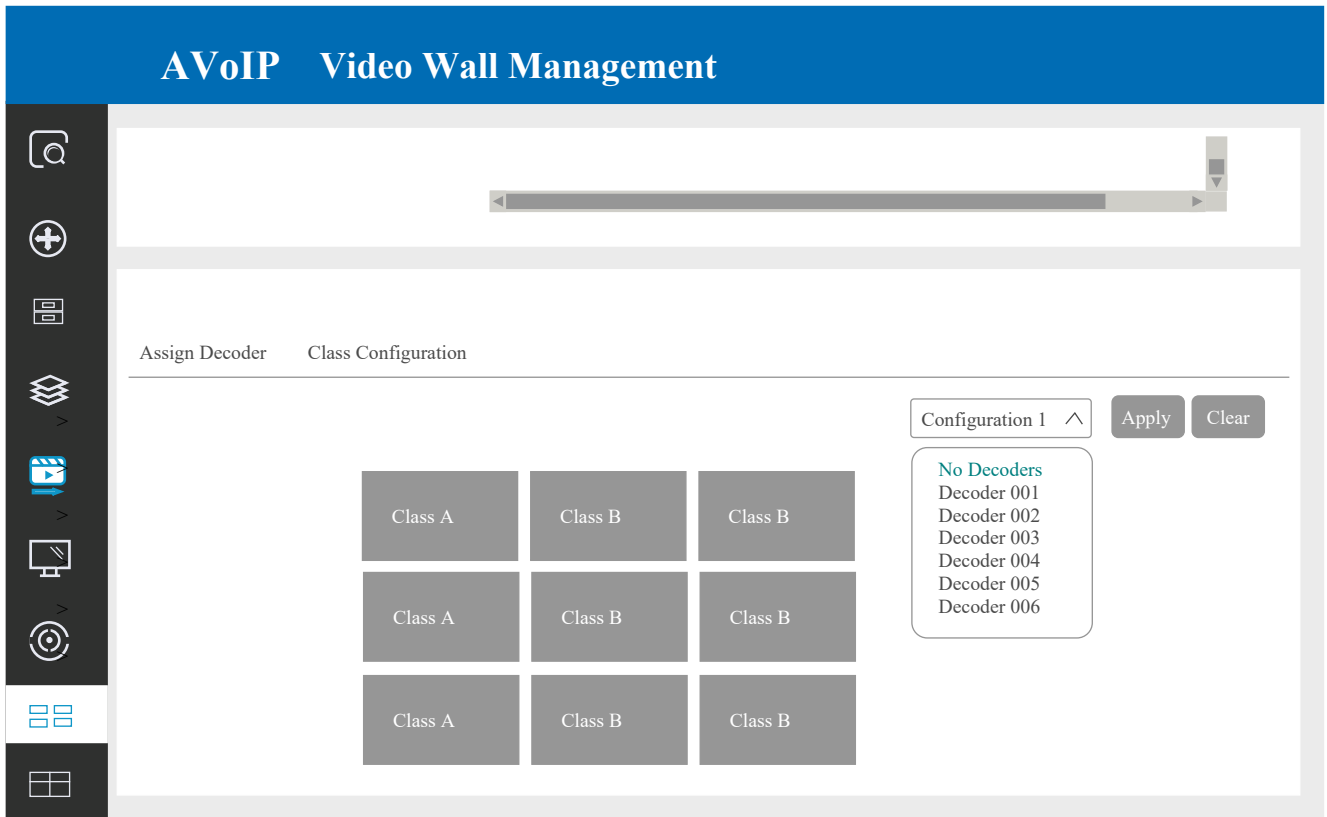 AVoIP Video Wall Management
Assign Decoder Class Configuration
Configuration 1 Apply Clear
No Decoders
Decoder 001
Decoder 002
Decoder 003
Decoder 004
Decoder 005
Decoder 006
Class A Class B Class B
Class A Class B Class B
Class A Class B Class B